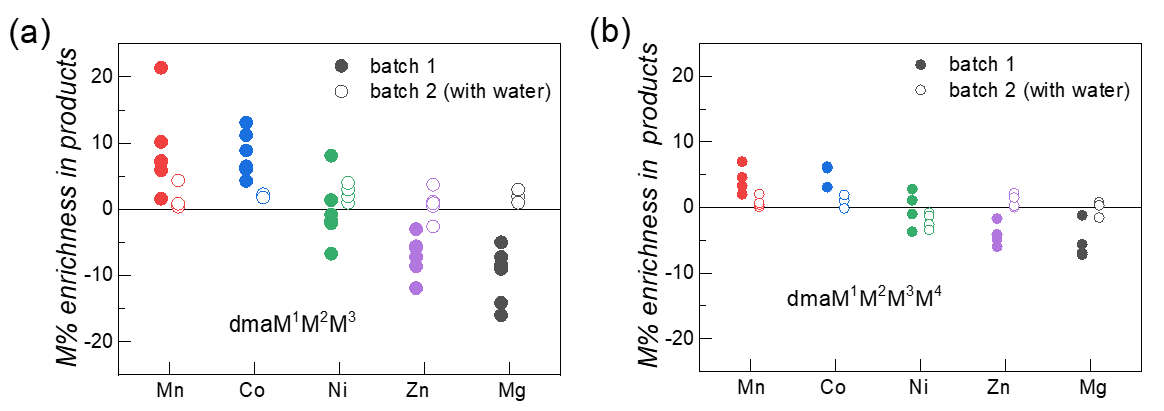 (a)
M% enrichment in products
20
10
0
-10
-20
batch 1
batch 2 (with water)
dmaM¹M²M³
Mn Co Ni Zn Mg
(b)
M% enrichment in products
20
10
0
-10
-20
batch 1
batch 2 (with water)
dmaM¹M²M³M⁴
Mn Co Ni Zn Mg